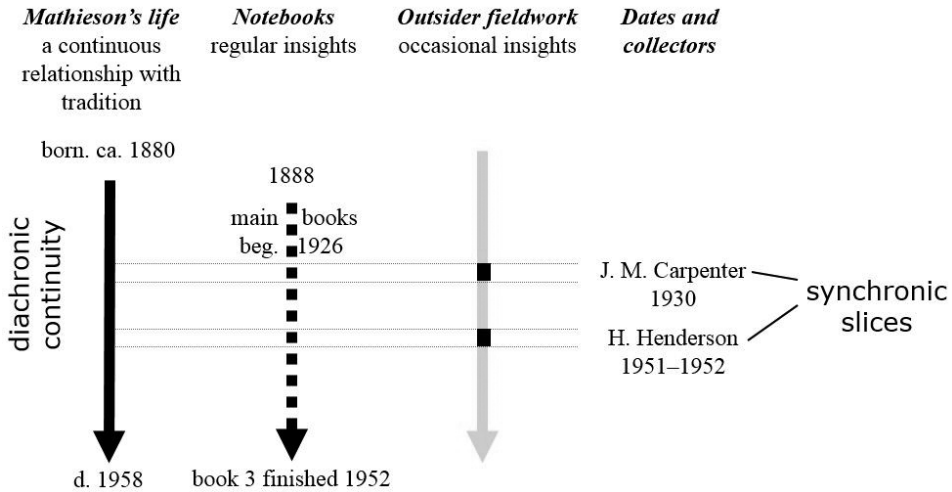 Mathieson's life
a continuous
relationship with
tradition
Notebooks
regular insights
Outsider fieldwork
occasional insights
Dates and
collectors
born. ca. 1880
1888
main books
beg. 1926
diachronic
continuity
J. M. Carpenter
1930
H. Henderson
1951–1952
synchronic
slices
d. 1958
book 3 finished 1952